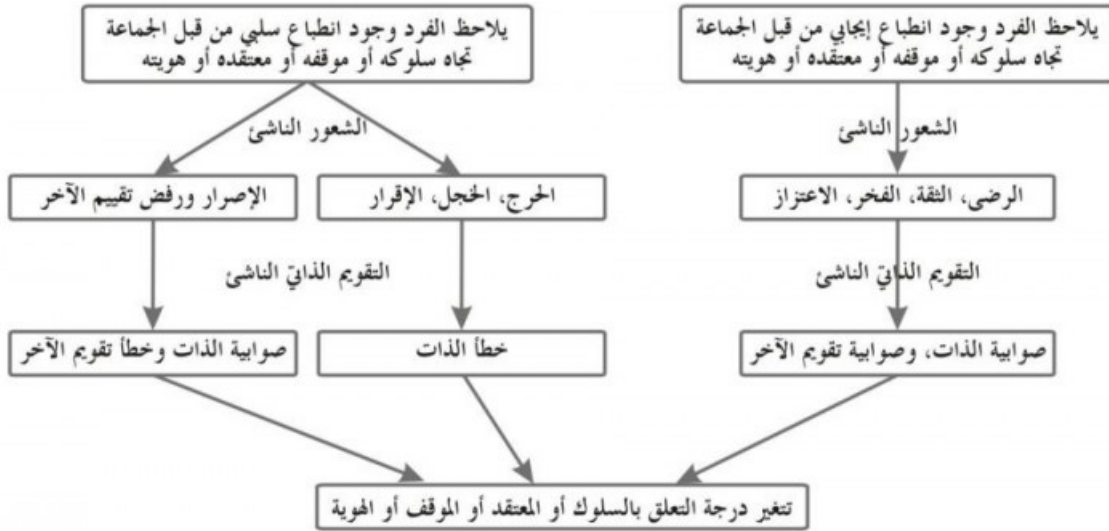 يلاحظ الفرد وجود انطباع إيجابي من قبل الجماعة
تجاه سلوكه أو موقفه أو معتقده أو هويته
يلاحظ الفرد وجود انطباع سلبي من قبل الجماعة
تجاه سلوكه أو موقفه أو معتقده أو هويته
الشعور الناشئ
الشعور الناشئ
الرضى، الثقة، الفخر، الاعتزاز
الحرج، الخجل، الإقرار
الإصرار ورفض تقييم الآخر
التقويم الذاتيّ الناشئ
التقويم الذاتيّ الناشئ
صوابية الذات، وصوابية تقويم الآخر
خطأ الذات
صوابية الذات وخطأ تقويم الآخر
تتغير درجة التعلق بالسلوك أو المعتقد أو الموقف أو الهوية